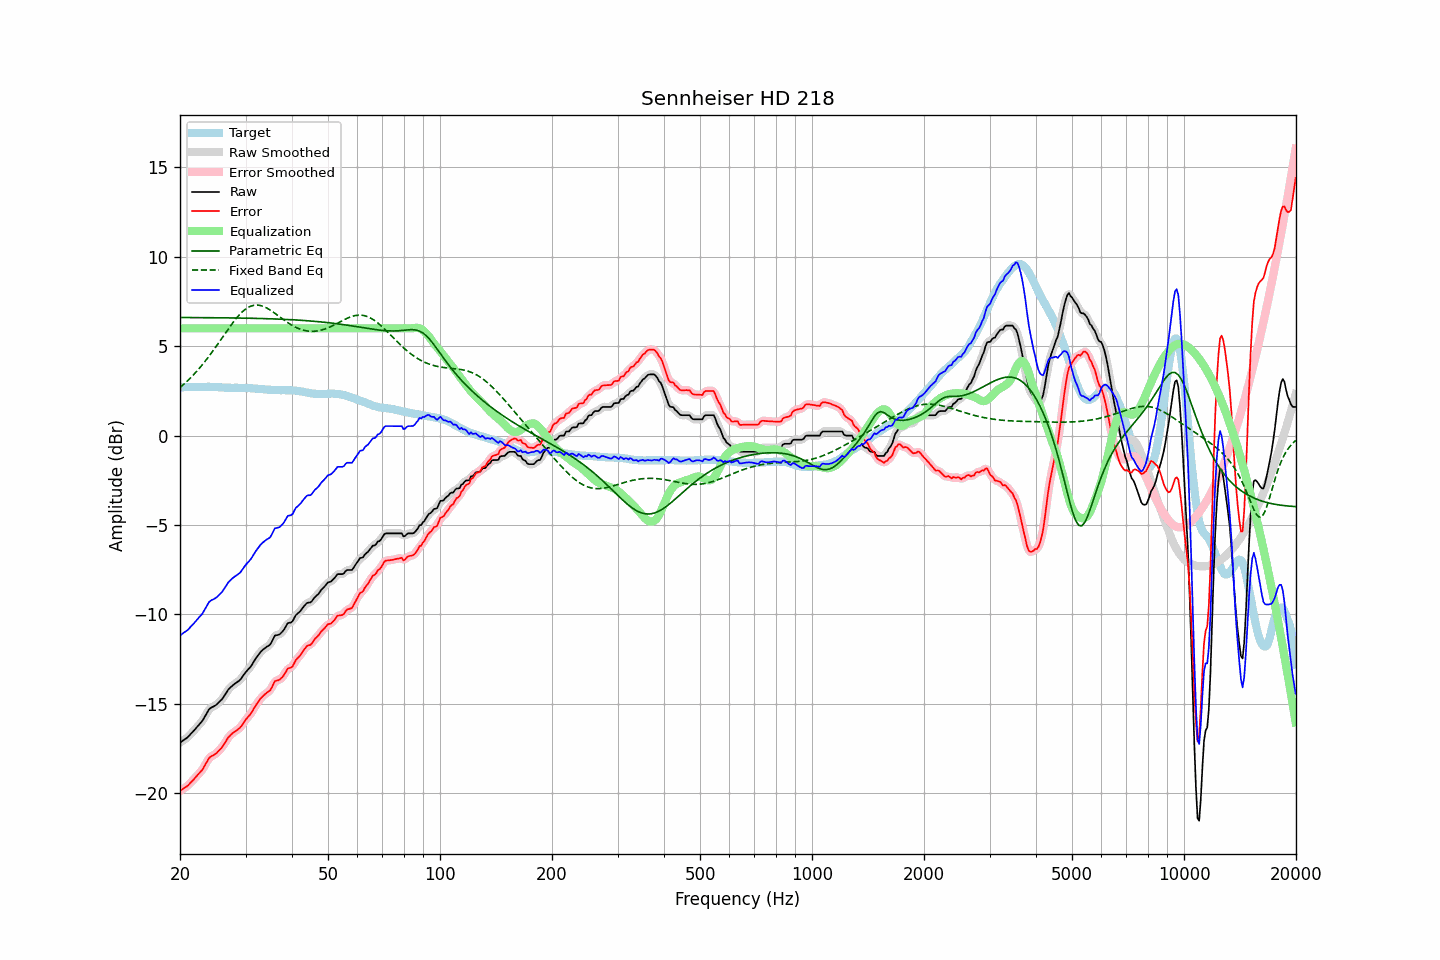 Sennheiser HD 218
Target
Raw Smoothed
Error Smoothed
Raw
Error
Equalization
Parametric Eq
Fixed Band Eq
Equalized
15
10
5
0
−5
−10
−15
−20
Amplitude (dBr)
20 50 100 200 500 1000 2000 5000 10000 20000
Frequency (Hz)